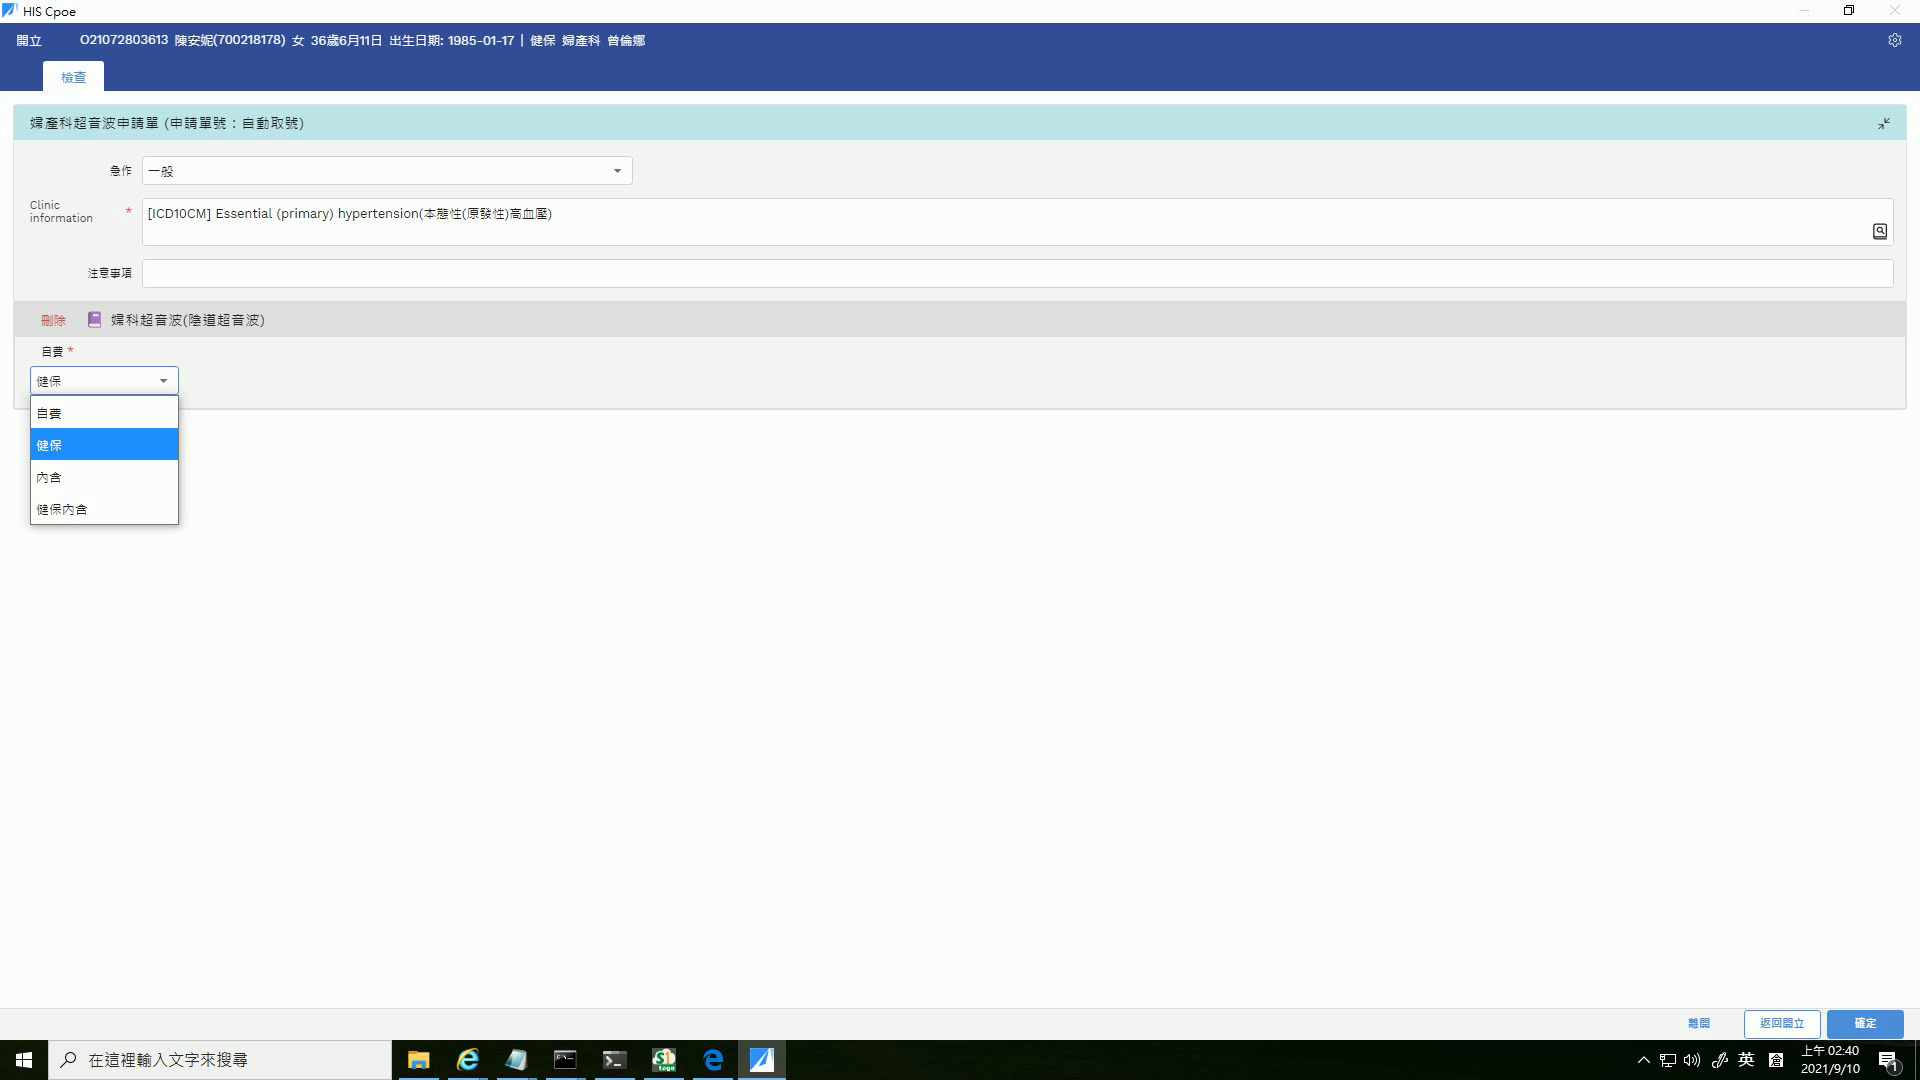 HIS Cpoe
開立 O21072803613 陳安妮(700218178) 女 36歲6月11日 出生日期: 1985-01-17 | 健保 婦產科 曾倫娜
檢查
婦產科超音波申請單 (申請單號：自動取號)
急作 一般
Clinic information * [ICD10CM] Essential (primary) hypertension(本態性(原發性)高血壓)
注意事項
刪除 婦科超音波(陰道超音波)
自費 *
健保
自費
健保
內含
健保內含
離開 返回開立 確定
在這裡輸入文字來搜尋
英
上午 02:40
2021/9/10
1